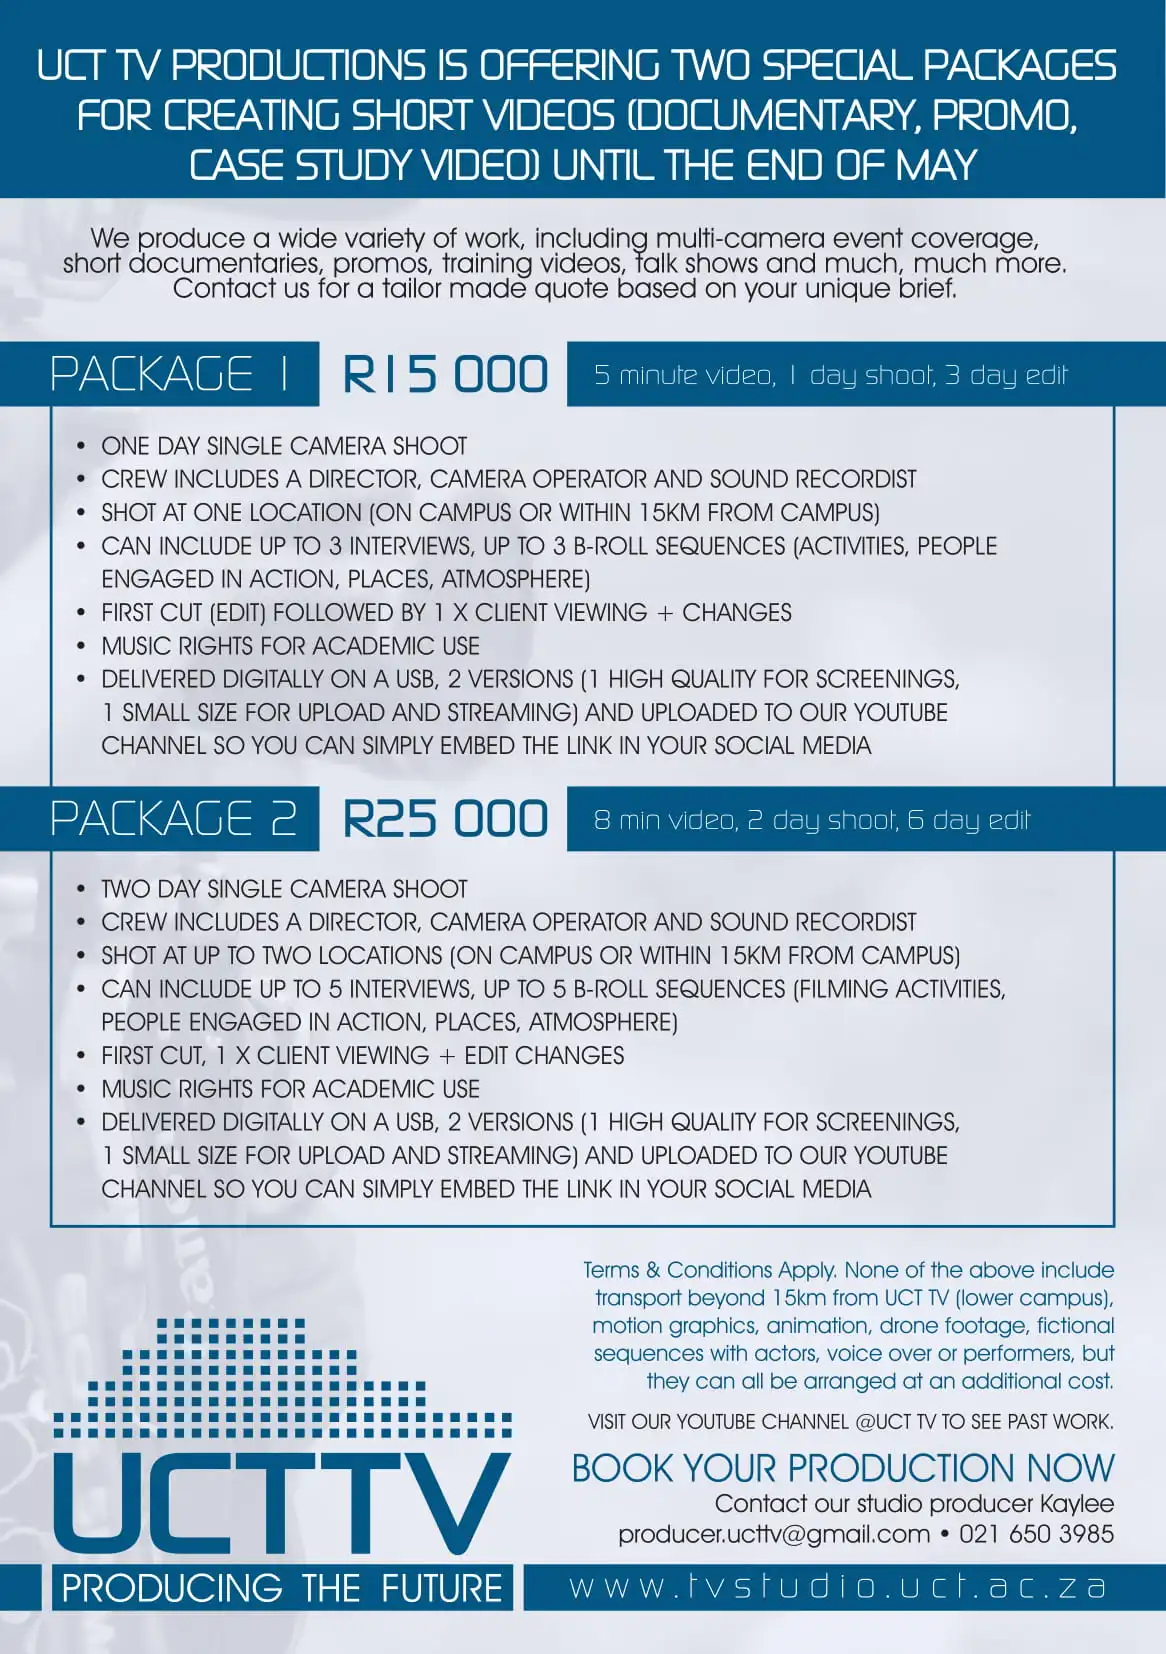 UCT TV PRODUCTIONS IS OFFERING TWO SPECIAL PACKAGES
FOR CREATING SHORT VIDEOS (DOCUMENTARY, PROMO,
CASE STUDY VIDEO) UNTIL THE END OF MAY
We produce a wide variety of work, including multi-camera event coverage,
short documentaries, promos, training videos, talk shows and much, much more.
Contact us for a tailor made quote based on your unique brief.
PACKAGE 1 R15 000 5 minute video, 1 day shoot, 3 day edit
• ONE DAY SINGLE CAMERA SHOOT
• CREW INCLUDES A DIRECTOR, CAMERA OPERATOR AND SOUND RECORDIST
• SHOT AT ONE LOCATION (ON CAMPUS OR WITHIN 15KM FROM CAMPUS)
• CAN INCLUDE UP TO 3 INTERVIEWS, UP TO 3 B-ROLL SEQUENCES (ACTIVITIES, PEOPLE
ENGAGED IN ACTION, PLACES, ATMOSPHERE)
• FIRST CUT (EDIT) FOLLOWED BY 1 X CLIENT VIEWING + CHANGES
• MUSIC RIGHTS FOR ACADEMIC USE
• DELIVERED DIGITALLY ON A USB, 2 VERSIONS (1 HIGH QUALITY FOR SCREENINGS,
1 SMALL SIZE FOR UPLOAD AND STREAMING) AND UPLOADED TO OUR YOUTUBE
CHANNEL SO YOU CAN SIMPLY EMBED THE LINK IN YOUR SOCIAL MEDIA
PACKAGE 2 R25 000 8 min video, 2 day shoot, 6 day edit
• TWO DAY SINGLE CAMERA SHOOT
• CREW INCLUDES A DIRECTOR, CAMERA OPERATOR AND SOUND RECORDIST
• SHOT AT UP TO TWO LOCATIONS (ON CAMPUS OR WITHIN 15KM FROM CAMPUS)
• CAN INCLUDE UP TO 5 INTERVIEWS, UP TO 5 B-ROLL SEQUENCES (FILMING ACTIVITIES,
PEOPLE ENGAGED IN ACTION, PLACES, ATMOSPHERE)
• FIRST CUT, 1 X CLIENT VIEWING + EDIT CHANGES
• MUSIC RIGHTS FOR ACADEMIC USE
• DELIVERED DIGITALLY ON A USB, 2 VERSIONS (1 HIGH QUALITY FOR SCREENINGS,
1 SMALL SIZE FOR UPLOAD AND STREAMING) AND UPLOADED TO OUR YOUTUBE
CHANNEL SO YOU CAN SIMPLY EMBED THE LINK IN YOUR SOCIAL MEDIA
Terms & Conditions Apply. None of the above include
transport beyond 15km from UCT TV (lower campus),
motion graphics, animation, drone footage, fictional
sequences with actors, voice over or performers, but
they can all be arranged at an additional cost.
VISIT OUR YOUTUBE CHANNEL @UCT TV TO SEE PAST WORK.
BOOK YOUR PRODUCTION NOW
Contact our studio producer Kaylee
producer.ucttv@gmail.com • 021 650 3985
UCTTV
PRODUCING THE FUTURE
www.tvstudio.uct.ac.za